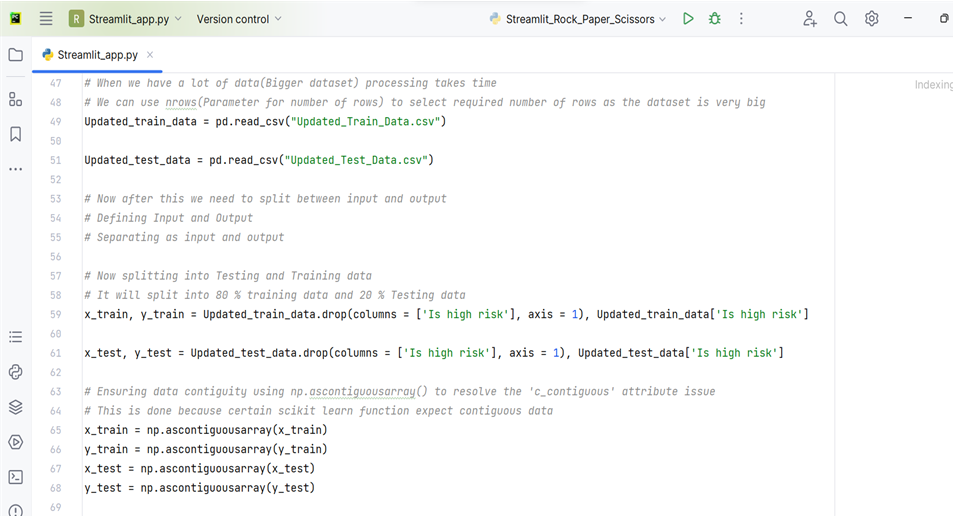 R Streamlit_app.py Version control Streamlit_Rock_Paper_Scissors
Streamlit_app.py
47 # When we have a lot of data(Bigger dataset) processing takes time
Indexing
48 # We can use nrows(Parameter for number of rows) to select required number of rows as the dataset is very big
49 Updated_train_data = pd.read_csv("Updated_Train_Data.csv")
50
51 Updated_test_data = pd.read_csv("Updated_Test_Data.csv")
52
53 # Now after this we need to split between input and output
54 # Defining Input and Output
55 # Separating as input and output
56
57 # Now splitting into Testing and Training data
58 # It will split into 80 % training data and 20 % Testing data
59 x_train, y_train = Updated_train_data.drop(columns = ['Is high risk'], axis = 1), Updated_train_data['Is high risk']
60
61 x_test, y_test = Updated_test_data.drop(columns = ['Is high risk'], axis = 1), Updated_test_data['Is high risk']
62
63 # Ensuring data contiguity using np.ascontiguousarray() to resolve the 'c_contiguous' attribute issue
64 # This is done because certain scikit learn function expect contiguous data
65 x_train = np.ascontiguousarray(x_train)
66 y_train = np.ascontiguousarray(y_train)
67 x_test = np.ascontiguousarray(x_test)
68 y_test = np.ascontiguousarray(y_test)
69